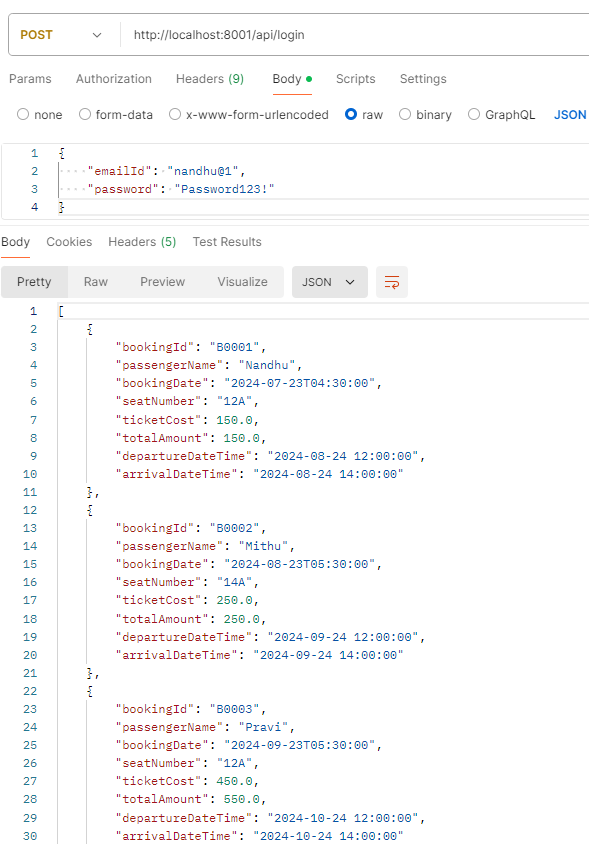 POST http://localhost:8001/api/login
Params Authorization Headers (9) Body Scripts Settings
none form-data x-www-form-urlencoded raw binary GraphQL JSON
1 {
2 "emailId": "nandhu@1",
3 "password": "Password123!"
4 }
Body Cookies Headers (5) Test Results
Pretty Raw Preview Visualize JSON
1 [
2 {
3 "bookingId": "B0001",
4 "passengerName": "Nandhu",
5 "bookingDate": "2024-07-23T04:30:00",
6 "seatNumber": "12A",
7 "ticketCost": 150.0,
8 "totalAmount": 150.0,
9 "departureDateTime": "2024-08-24 12:00:00",
10 "arrivalDateTime": "2024-08-24 14:00:00"
11 },
12 {
13 "bookingId": "B0002",
14 "passengerName": "Mithu",
15 "bookingDate": "2024-08-23T05:30:00",
16 "seatNumber": "14A",
17 "ticketCost": 250.0,
18 "totalAmount": 250.0,
19 "departureDateTime": "2024-09-24 12:00:00",
20 "arrivalDateTime": "2024-09-24 14:00:00"
21 },
22 {
23 "bookingId": "B0003",
24 "passengerName": "Pravi",
25 "bookingDate": "2024-09-23T05:30:00",
26 "seatNumber": "12A",
27 "ticketCost": 450.0,
28 "totalAmount": 550.0,
29 "departureDateTime": "2024-10-24 12:00:00",
30 "arrivalDateTime": "2024-10-24 14:00:00"